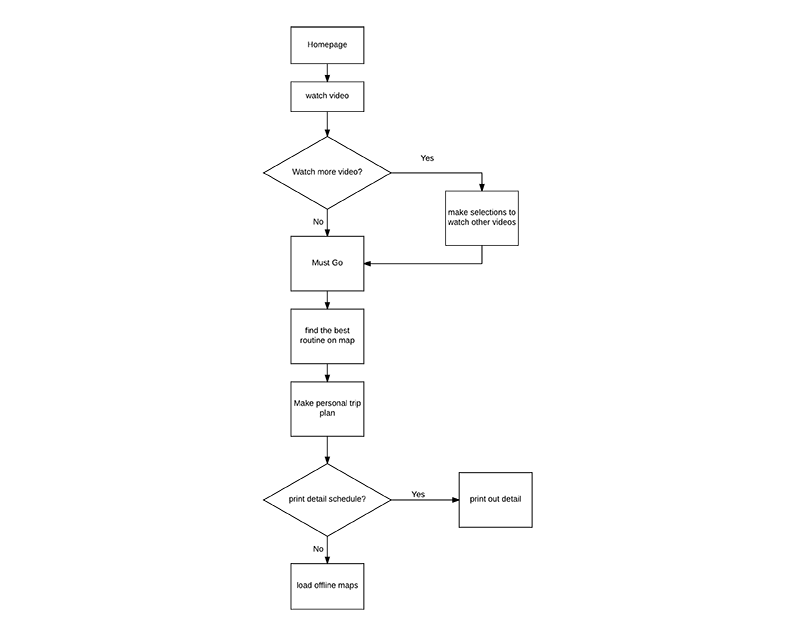 Homepage
watch video
Watch more video?
Yes
make selections to
watch other videos
No
Must Go
find the best
routine on map
Make personal trip
plan
print detail schedule?
Yes
print out detail
No
load offline maps